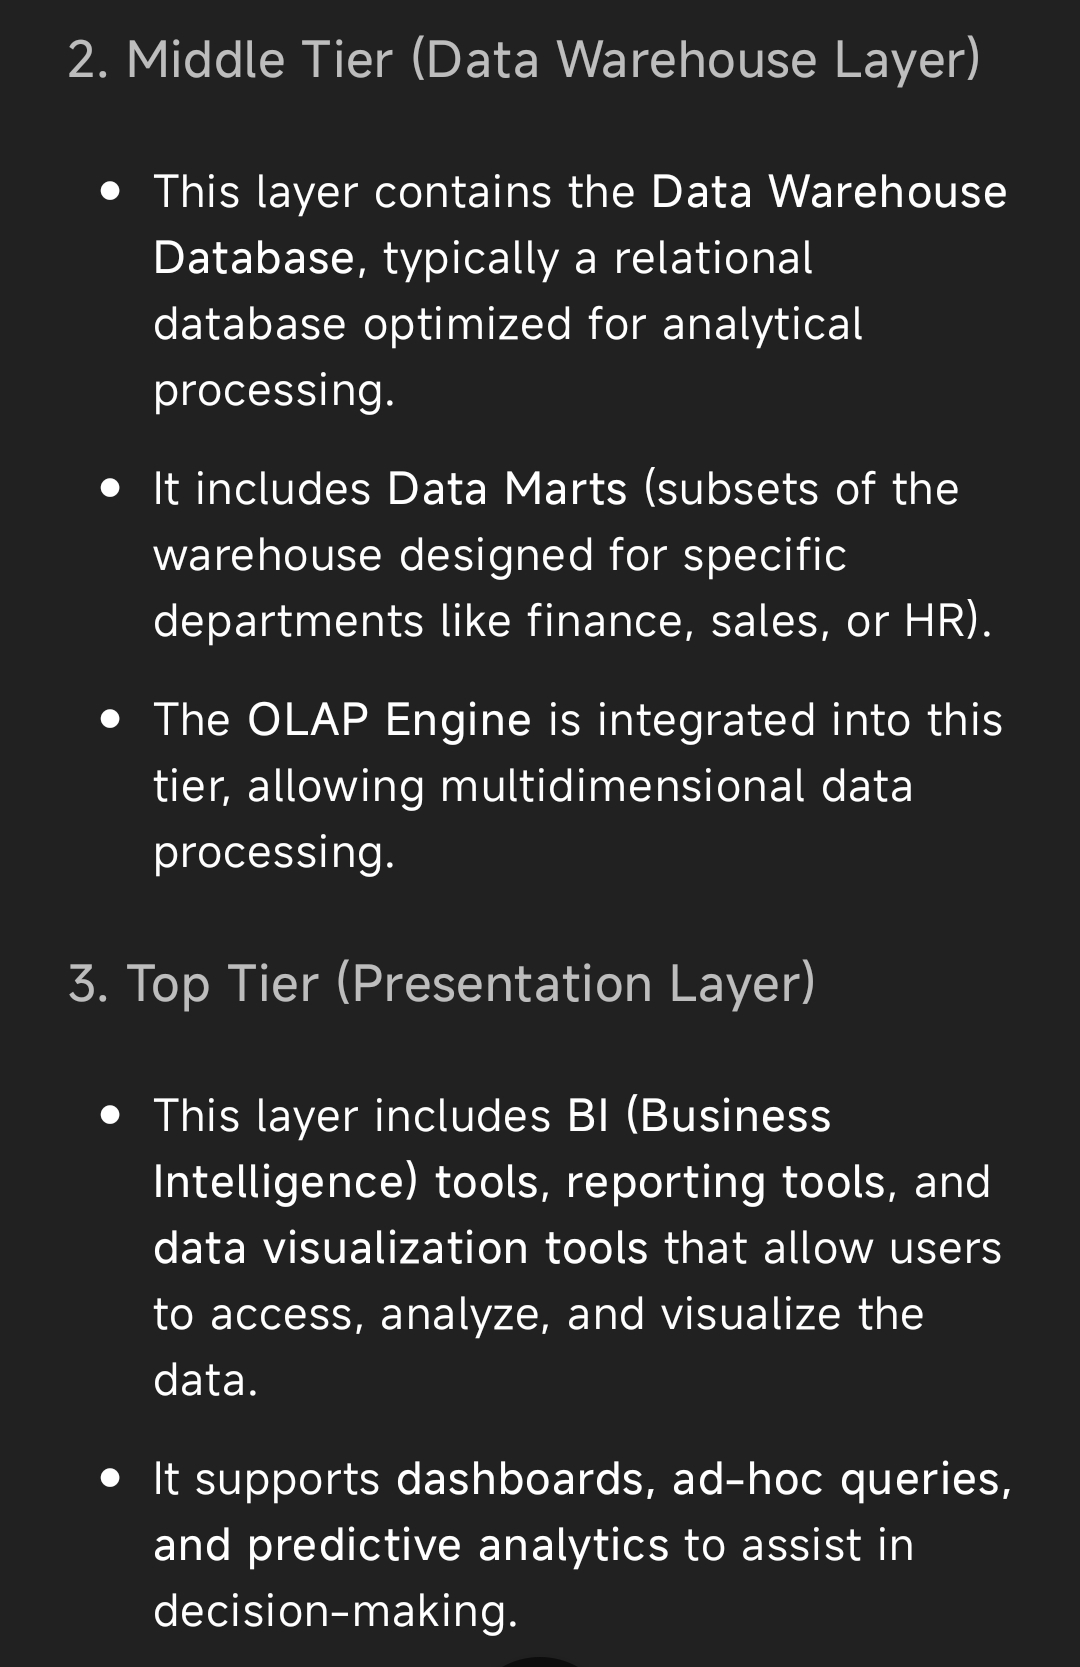 2. Middle Tier (Data Warehouse Layer)
• This layer contains the Data Warehouse
Database, typically a relational
database optimized for analytical
processing.
• It includes Data Marts (subsets of the
warehouse designed for specific
departments like finance, sales, or HR).
• The OLAP Engine is integrated into this
tier, allowing multidimensional data
processing.
3. Top Tier (Presentation Layer)
• This layer includes BI (Business
Intelligence) tools, reporting tools, and
data visualization tools that allow users
to access, analyze, and visualize the
data.
• It supports dashboards, ad-hoc queries,
and predictive analytics to assist in
decision-making.